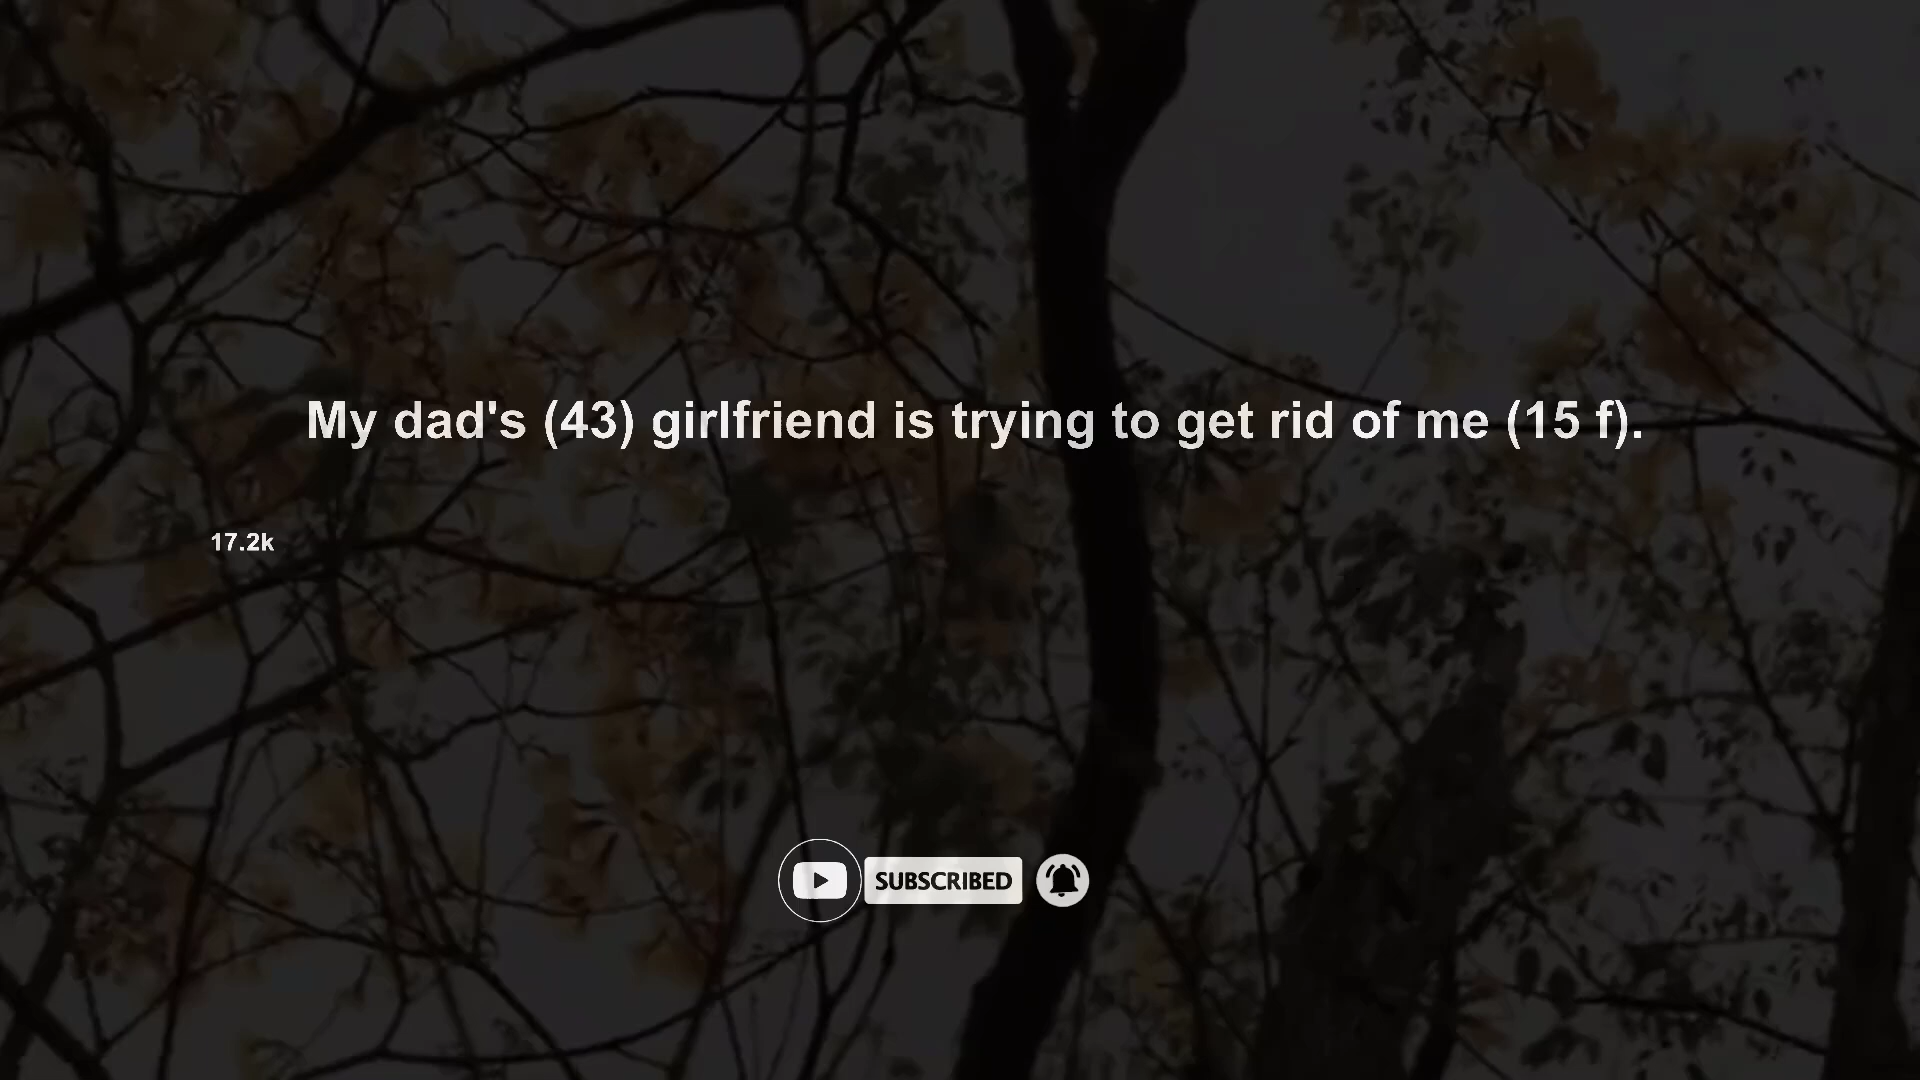 My dad's (43) girlfriend is trying to get rid of me (15 f).
17.2k
SUBSCRIBED